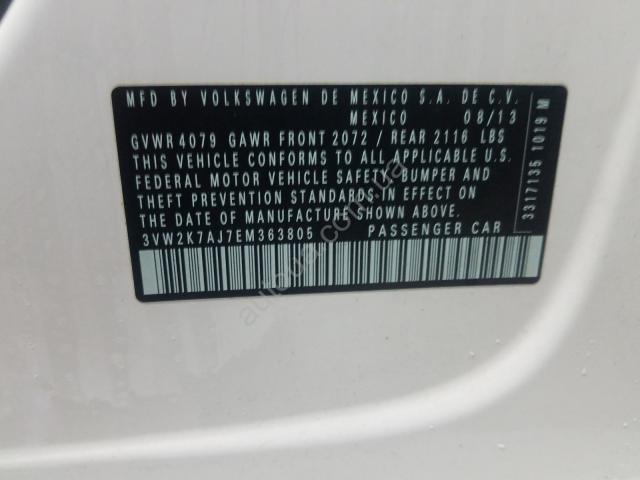 MFD BY VOLKSWAGEN DE MEXICO S.A. DE C.V.
MEXICO 08/13
GVWR 4079 GAWR FRONT 2072 / REAR 2116 LBS
THIS VEHICLE CONFORMS TO ALL APPLICABLE U.S.
FEDERAL MOTOR VEHICLE SAFETY, BUMPER AND
THEFT PREVENTION STANDARDS IN EFFECT ON
THE DATE OF MANUFACTURE SHOWN ABOVE.
3VW2K7AJ7EM363805 PASSENGER CAR
3317135 1019 M